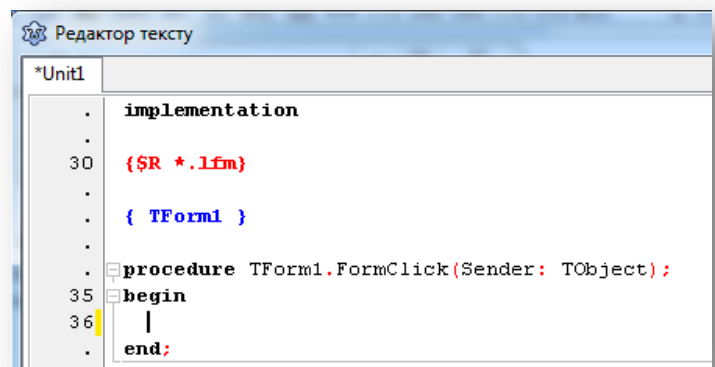 Редактор тексту
*Unit1
. implementation
.
30 {$R *.lfm}
.
. { TForm1 }
.
. procedure TForm1.FormClick(Sender: TObject);
35 begin
36
. end;